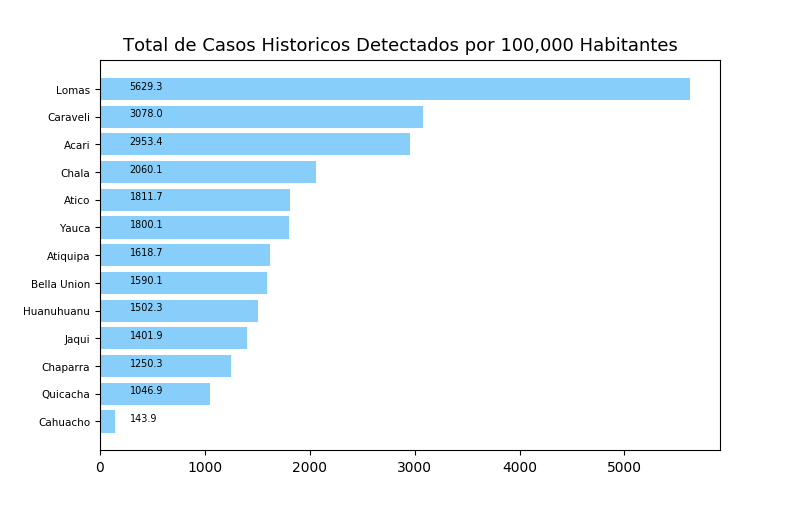 Total de Casos Historicos Detectados por 100,000 Habitantes
Lomas 5629.3
Caraveli 3078.0
Acari 2953.4
Chala 2060.1
Atico 1811.7
Yauca 1800.1
Atiquipa 1618.7
Bella Union 1590.1
Huanuhuanu 1502.3
Jaqui 1401.9
Chaparra 1250.3
Quicacha 1046.9
Cahuacho 143.9
0 1000 2000 3000 4000 5000